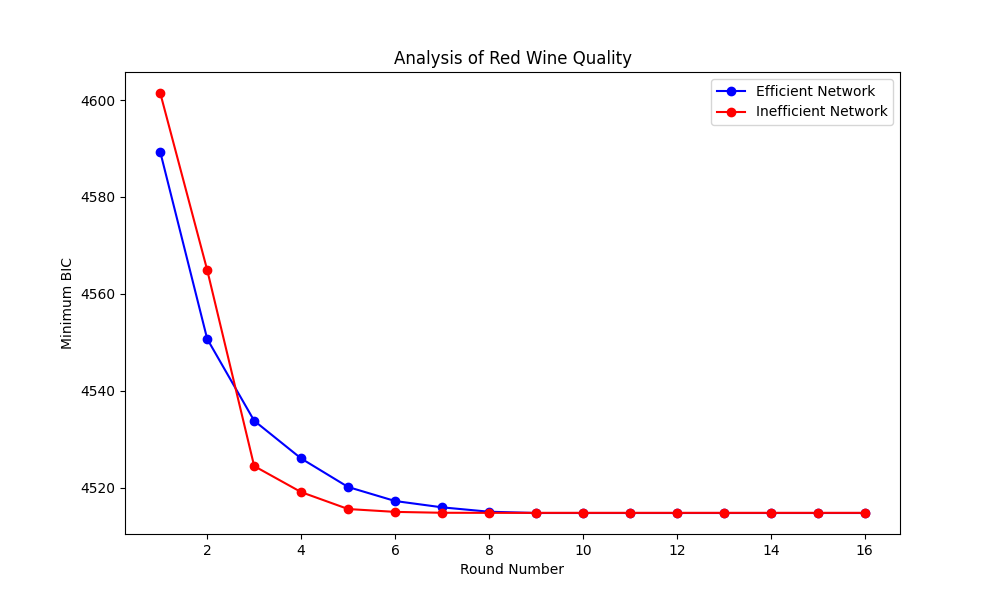 Analysis of Red Wine Quality
Efficient Network
Inefficient Network
4600
4580
4560
4540
4520
Minimum BIC
2 4 6 8 10 12 14 16
Round Number